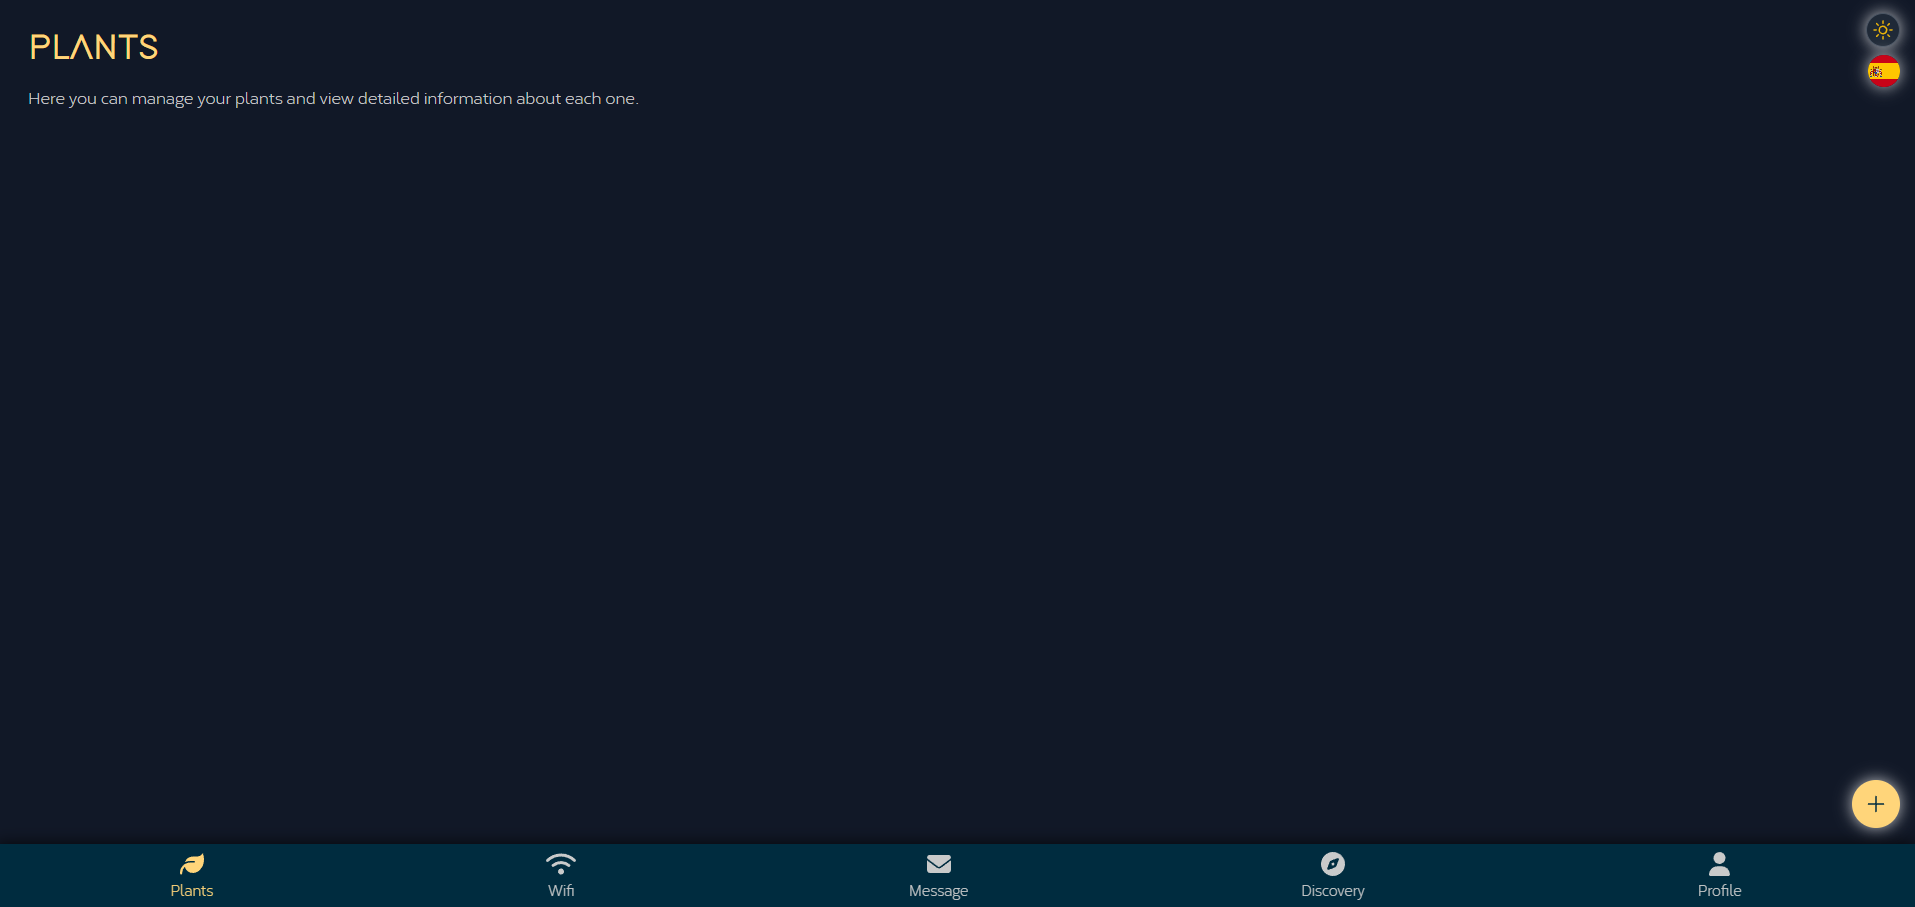 PLANTS
Here you can manage your plants and view detailed information about each one.
Plants
Wifi
Message
Discovery
Profile